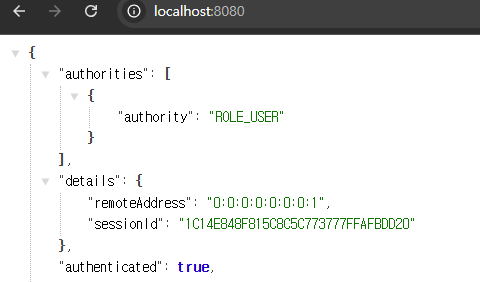 localhost:8080
{
"authorities": [
{
"authority": "ROLE_USER"
}
],
"details": {
"remoteAddress": "0:0:0:0:0:0:0:1",
"sessionId": "1C14E848F815C8C5C773777FFAFBDD20"
},
"authenticated": true,